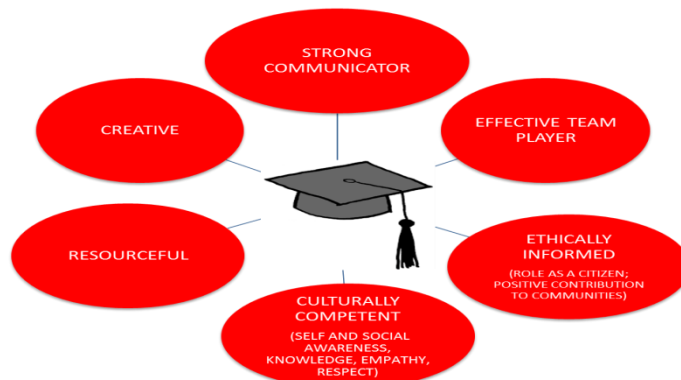 STRONG
COMMUNICATOR
CREATIVE
EFFECTIVE TEAM
PLAYER
RESOURCEFUL
ETHICALLY
INFORMED
(ROLE AS A CITIZEN;
POSITIVE CONTRIBUTION
TO COMMUNITIES)
CULTURALLY
COMPETENT
(SELF AND SOCIAL
AWARENESS,
KNOWLEDGE, EMPATHY,
RESPECT)